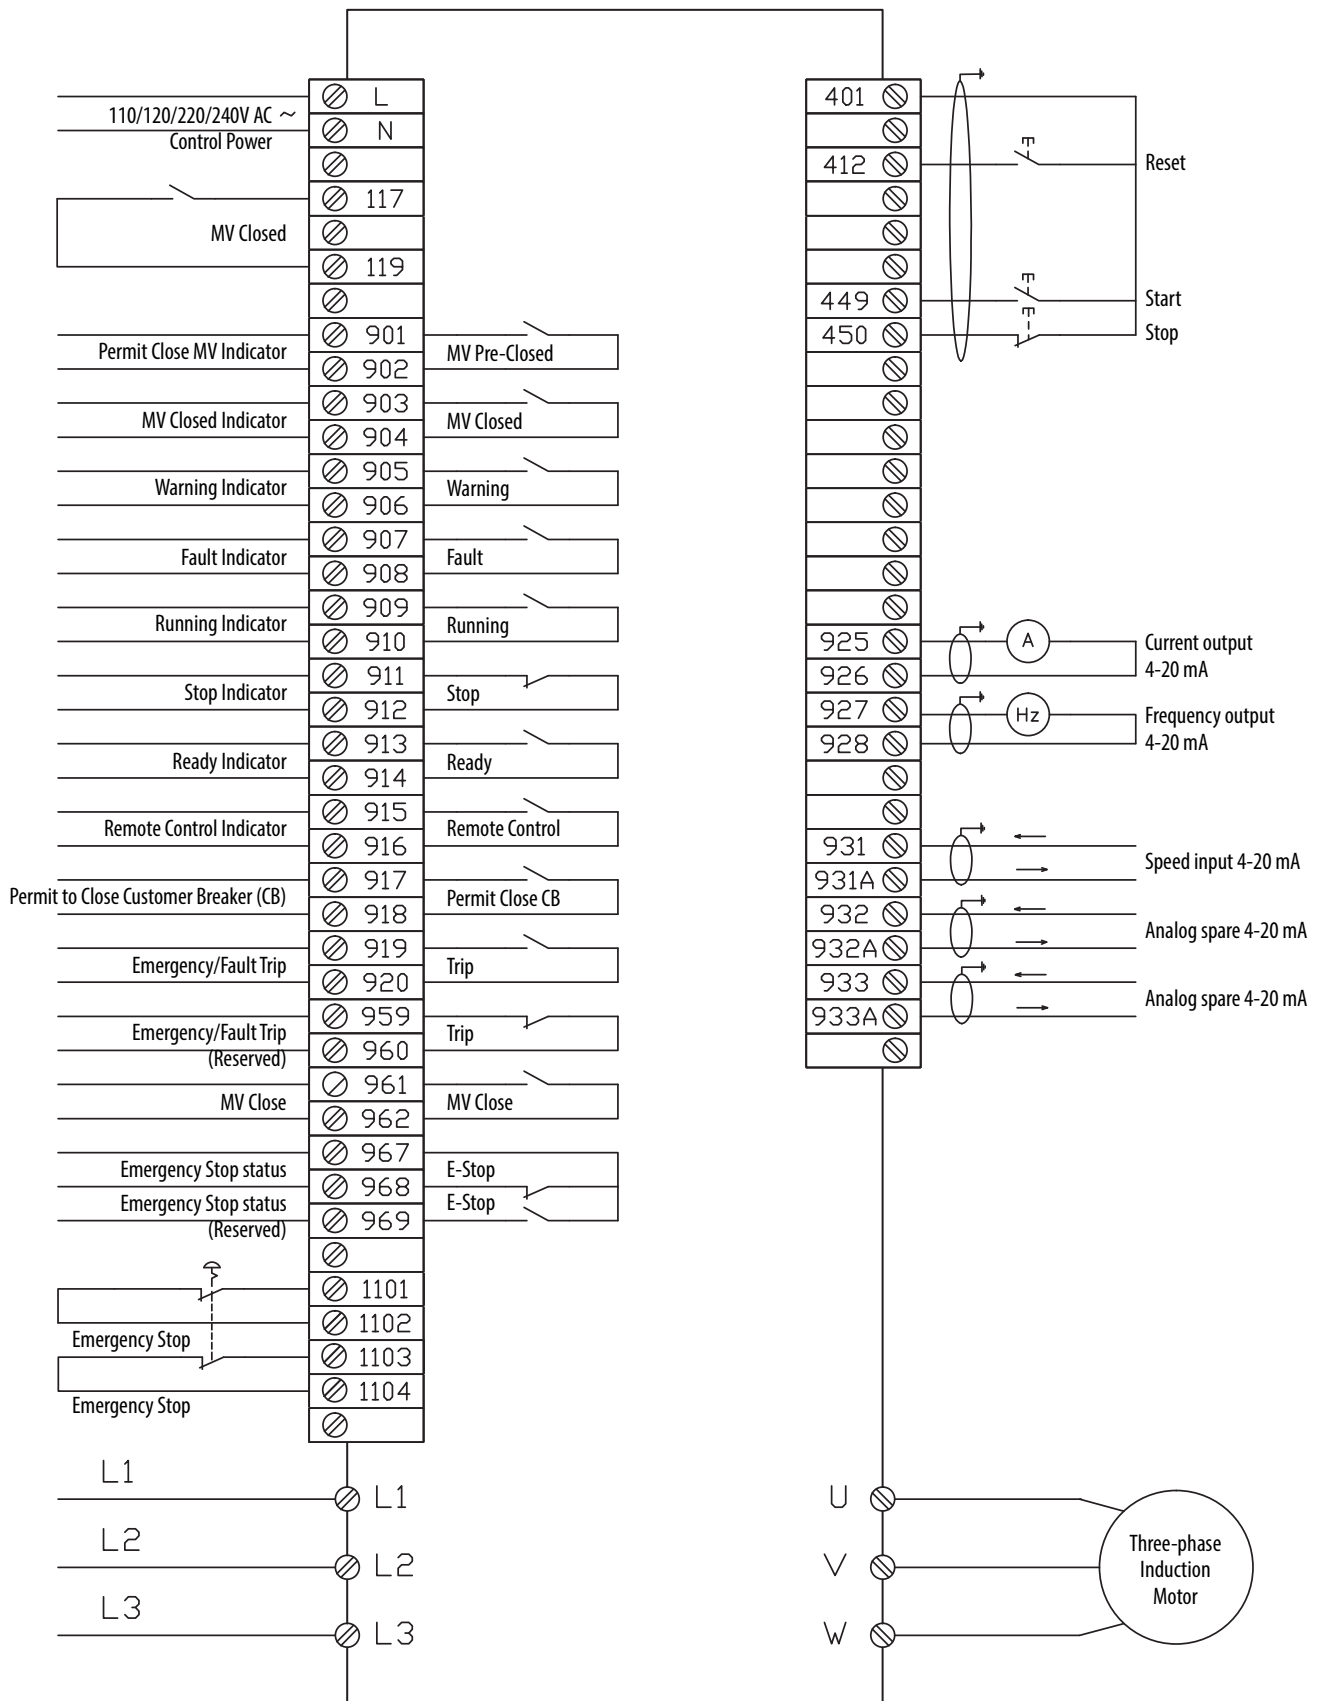 L
401
110/120/220/240V AC ~
N
Control Power
412
Reset
117
MV Closed
119
449
Start
901
450
Stop
Permit Close MV Indicator
MV Pre-Closed
902
903
MV Closed Indicator
MV Closed
904
905
Warning Indicator
Warning
906
907
Fault Indicator
Fault
908
909
Running Indicator
Running
910
925
A
Current output
4-20 mA
911
926
Stop Indicator
Stop
912
927
Hz
Frequency output
4-20 mA
913
928
Ready Indicator
Ready
914
915
Remote Control Indicator
Remote Control
916
931
Speed input 4-20 mA
917
931A
Permit to Close Customer Breaker (CB)
Permit Close CB
918
932
Analog spare 4-20 mA
919
932A
Emergency/Fault Trip
Trip
920
933
Analog spare 4-20 mA
959
933A
Emergency/Fault Trip
(Reserved)
Trip
960
961
MV Close
MV Close
962
967
Emergency Stop status
E-Stop
968
Emergency Stop status
(Reserved)
E-Stop
969
1101
1102
Emergency Stop
1103
1104
Emergency Stop
L1
L1
U
L2
L2
V
Three-phase
Induction
Motor
L3
L3
W